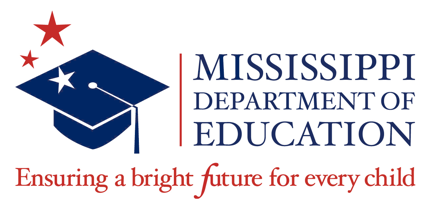 MISSISSIPPI
DEPARTMENT OF
EDUCATION
Ensuring a bright future for every child